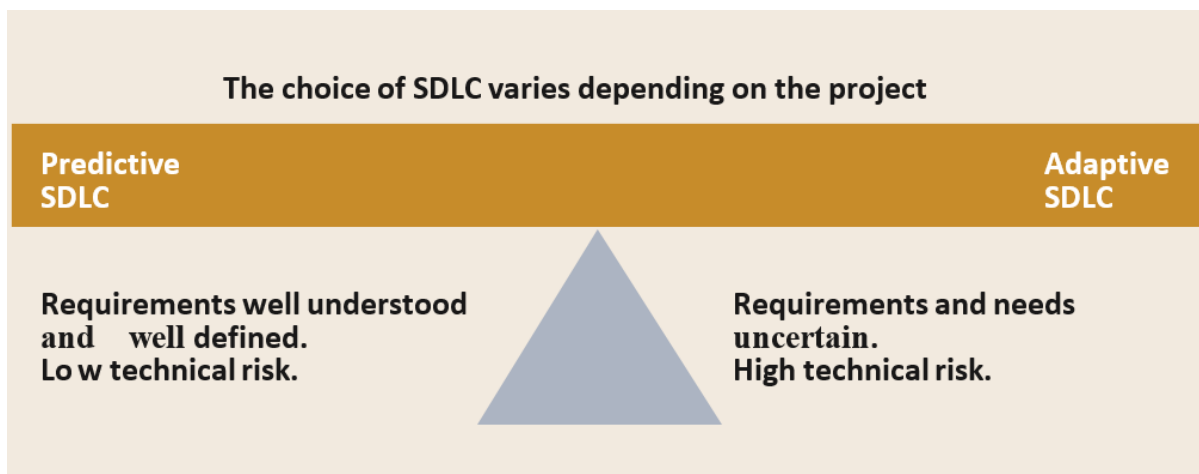 The choice of SDLC varies depending on the project
Predictive
SDLC
Adaptive
SDLC
Requirements well understood
and well defined.
Lo w technical risk.
Requirements and needs
uncertain.
High technical risk.